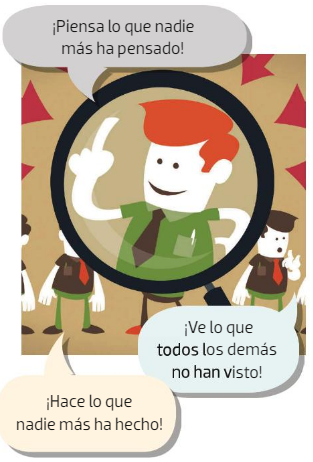 ¡Piensa lo que nadie
más ha pensado!
¡Ve lo que
todos los demás
no han visto!
¡Hace lo que
nadie más ha hecho!